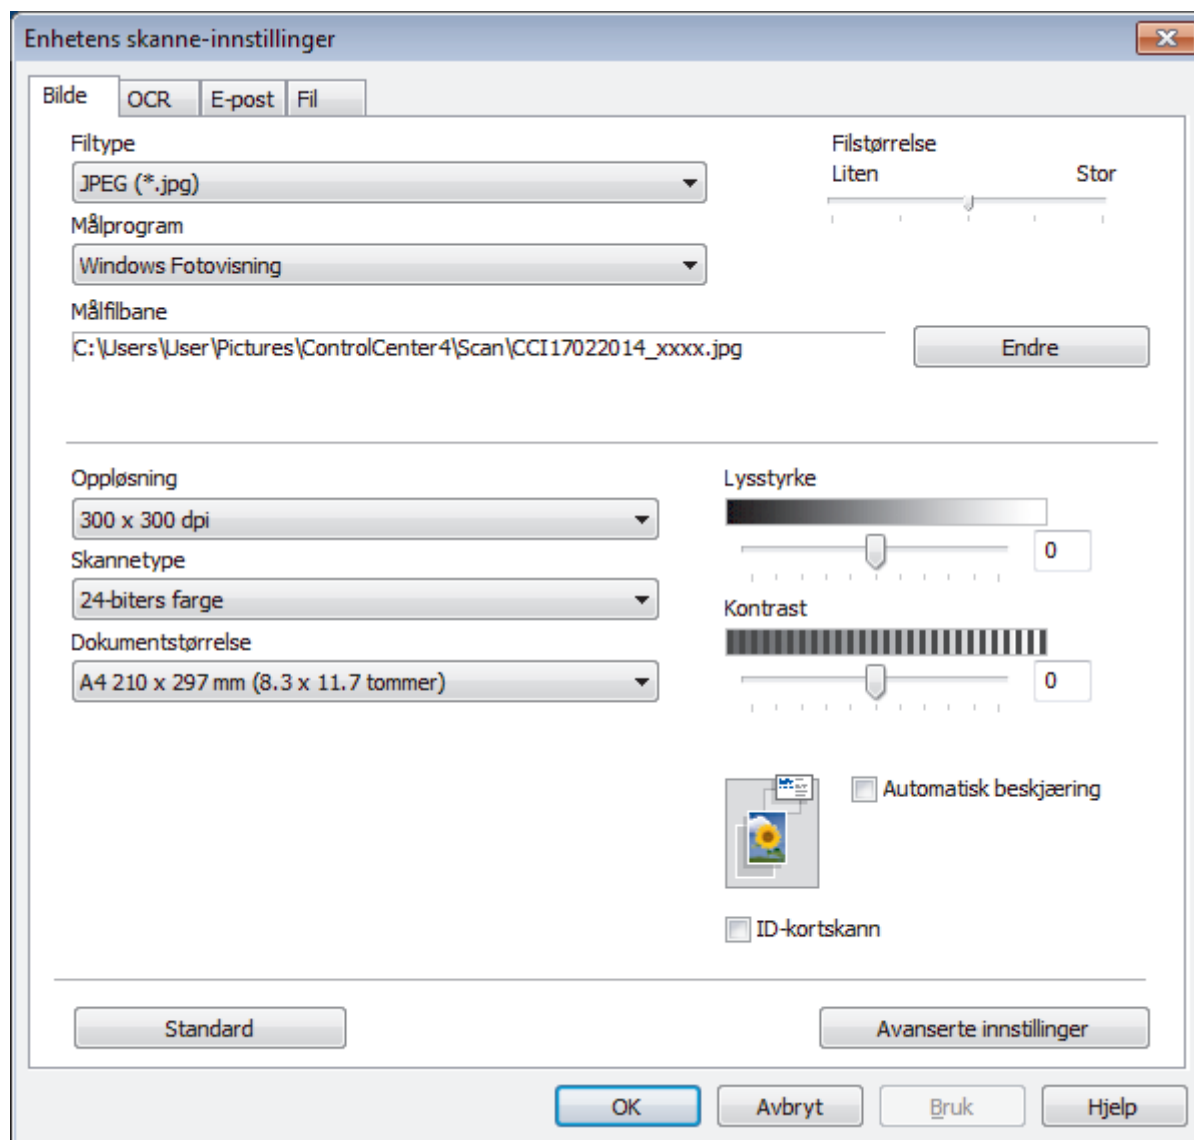 Enhetens skanne-innstillinger
Bilde OCR E-post Fil
Filtype
JPEG (*.jpg)
Filstørrelse
Liten Stor
Målprogram
Windows Fotovisning
Målfilbane
C:\Users\User\Pictures\ControlCenter4\Scan\CCI17022014_xxxx.jpg
Endre
Oppløsning
300 x 300 dpi
Skannetype
24-biters farge
Dokumentstørrelse
A4 210 x 297 mm (8.3 x 11.7 tommer)
Lysstyrke
0
Kontrast
0
Automatisk beskjæring
ID-kortskann
Standard
Avanserte innstillinger
OK Avbryt Bruk Hjelp